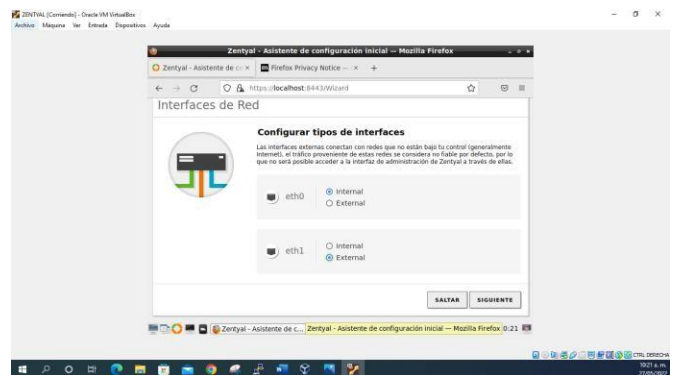 ZENTYAL [Corriendo] - Oracle VM VirtualBox
Archivo Máquina Ver Entrada Dispositivos Ayuda
Zentyal - Asistente de configuración inicial — Mozilla Firefox
Zentyal - Asistente de co
Firefox Privacy Notice —
https://localhost:8443/Wizard
Interfaces de Red
Configurar tipos de interfaces
Las interfaces externas conectan con redes que no están bajo tu control (generalmente
Internet), el tráfico proveniente de estas redes se considera no fiable por defecto, por lo
que no será posible acceder a la interfaz de administración de Zentyal a través de ellas.
eth0
Internal
External
eth1
Internal
External
SALTAR SIGUIENTE
Zentyal - Asistente de c...
Zentyal - Asistente de configuración inicial — Mozilla Firefox
0:21
CTRL DERECHA
10:21 a. m.
27/05/2022